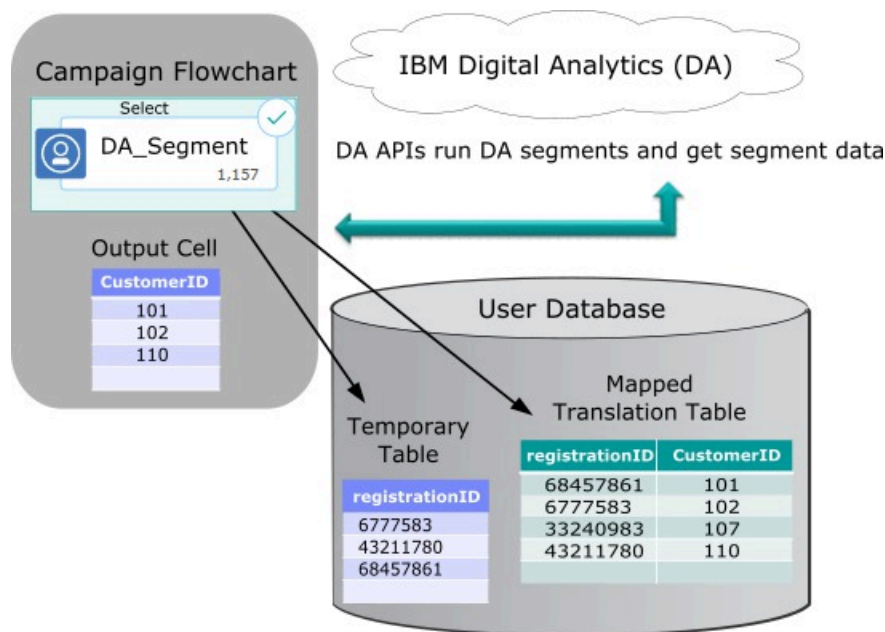 Campaign Flowchart
Select
DA_Segment
1,157
Output Cell
CustomerID
101
102
110
IBM Digital Analytics (DA)
DA APIs run DA segments and get segment data
User Database
Temporary
Table
registrationID
6777583
43211780
68457861
Mapped
Translation Table
registrationID CustomerID
68457861 101
6777583 102
33240983 107
43211780 110